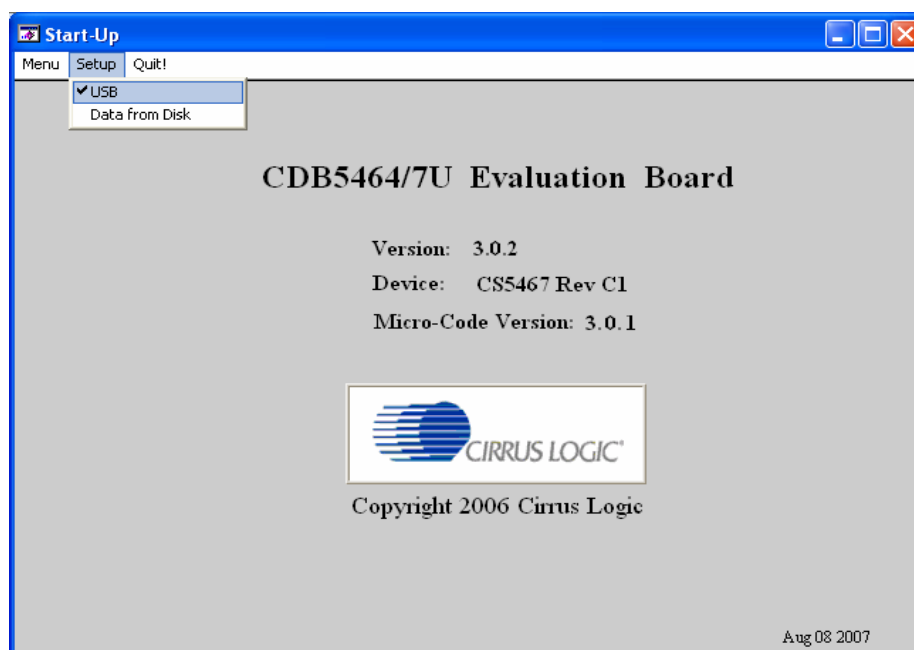 Start-Up
Menu Setup Quit!
USB
Data from Disk
CDB5464/7U Evaluation Board
Version: 3.0.2
Device: CS5467 Rev C1
Micro-Code Version: 3.0.1
CIRRUS LOGIC
Copyright 2006 Cirrus Logic
Aug 08 2007